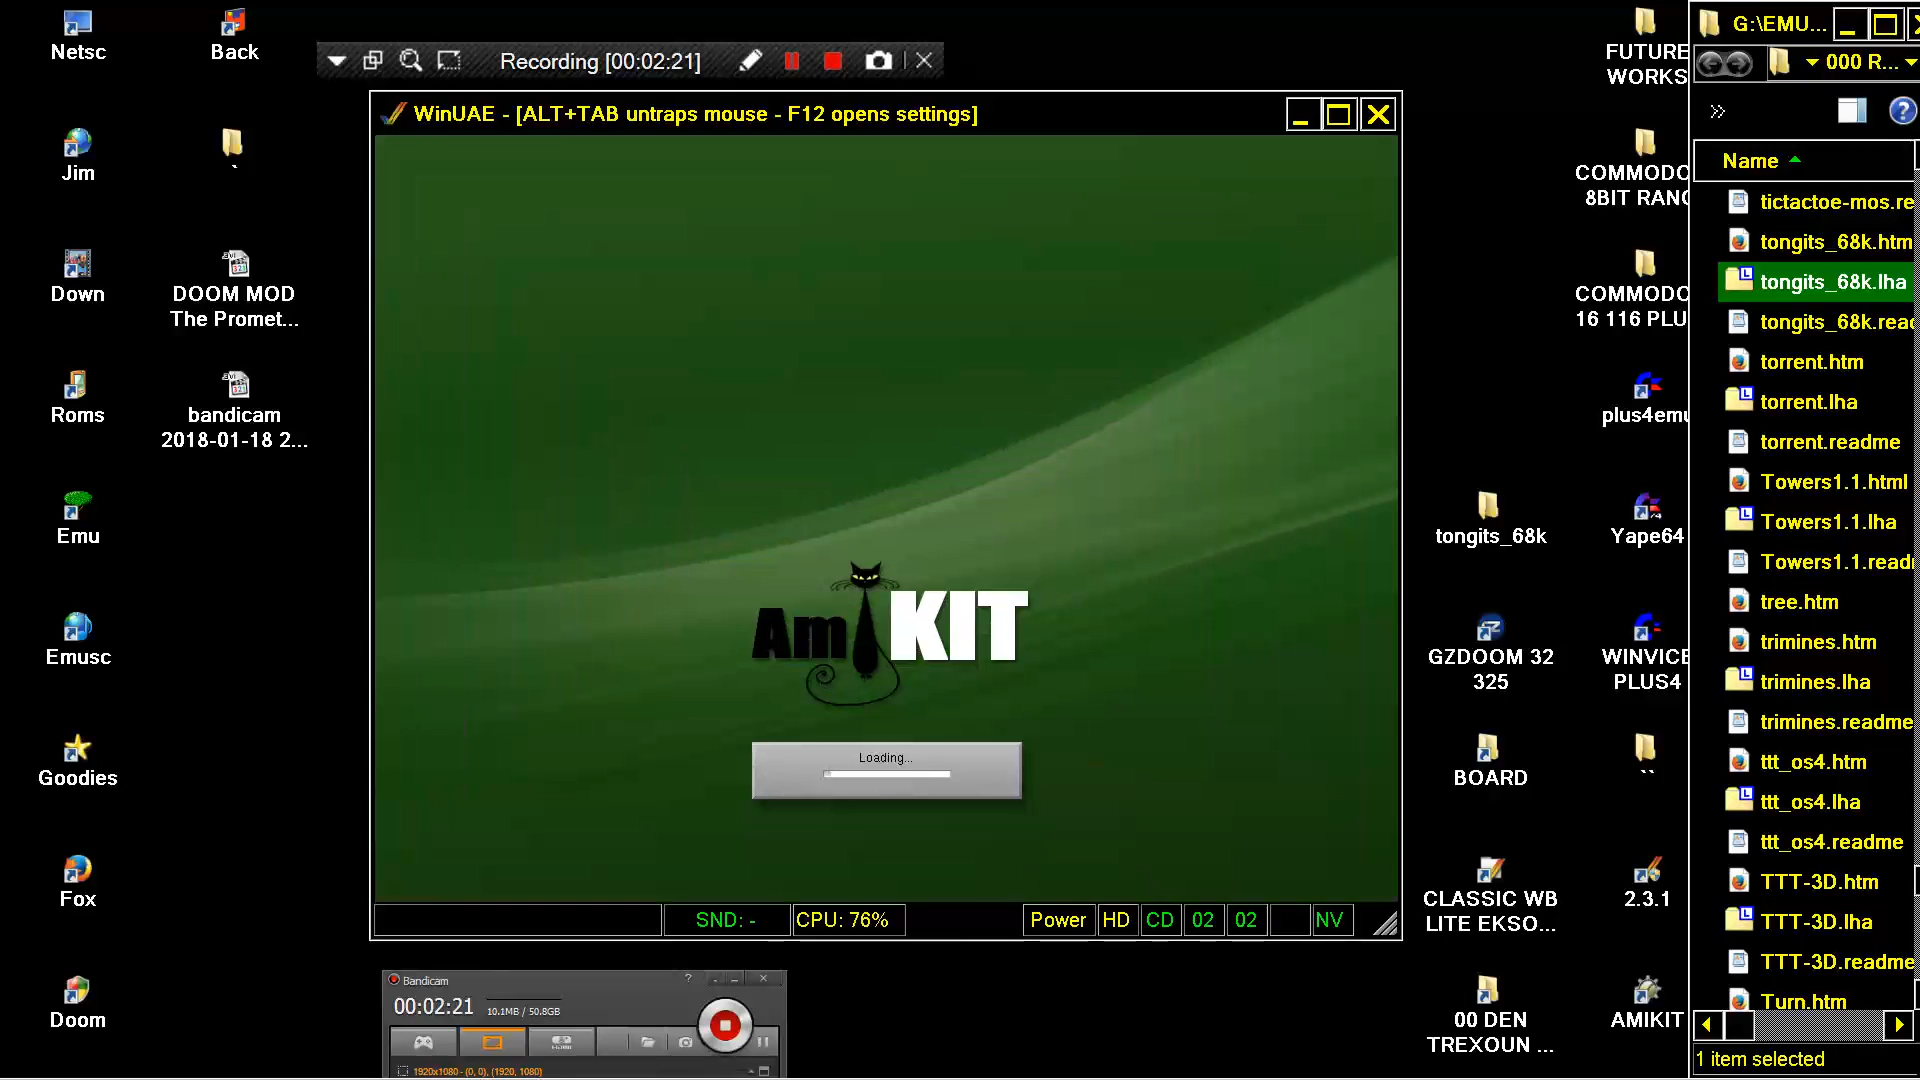 Netsc
Back
Jim
`
Down
DOOM MOD
The Promet...
Roms
bandicam
2018-01-18 2...
Emu
Emusc
Goodies
Fox
Doom
Recording [00:02:21]
WinUAE - [ALT+TAB untraps mouse - F12 opens settings]
AmiKIT
Loading...
SND: -
CPU: 76%
Power
HD
CD
02
02
NV
Bandicam
?
00:02:21
10.1MB / 50.8GB
1920x1080 - (0, 0), (1920, 1080)
tongits_68k
GZDOOM 32
325
BOARD
CLASSIC WB
LITE EKSO...
00 DEN
TREXOUN ...
FUTURE
WORKS
COMMODO
8BIT RANG
COMMODO
16 116 PLU
plus4emu
Yape64
WINVICE
PLUS4
``
2.3.1
AMIKIT
G:\EMU...
000 R...
Name
tictactoe-mos.re
tongits_68k.htm
tongits_68k.lha
tongits_68k.read
torrent.htm
torrent.lha
torrent.readme
Towers1.1.html
Towers1.1.lha
Towers1.1.readi
tree.htm
trimines.htm
trimines.lha
trimines.readme
ttt_os4.htm
ttt_os4.lha
ttt_os4.readme
TTT-3D.htm
TTT-3D.lha
TTT-3D.readme
Turn.htm
1 item selected